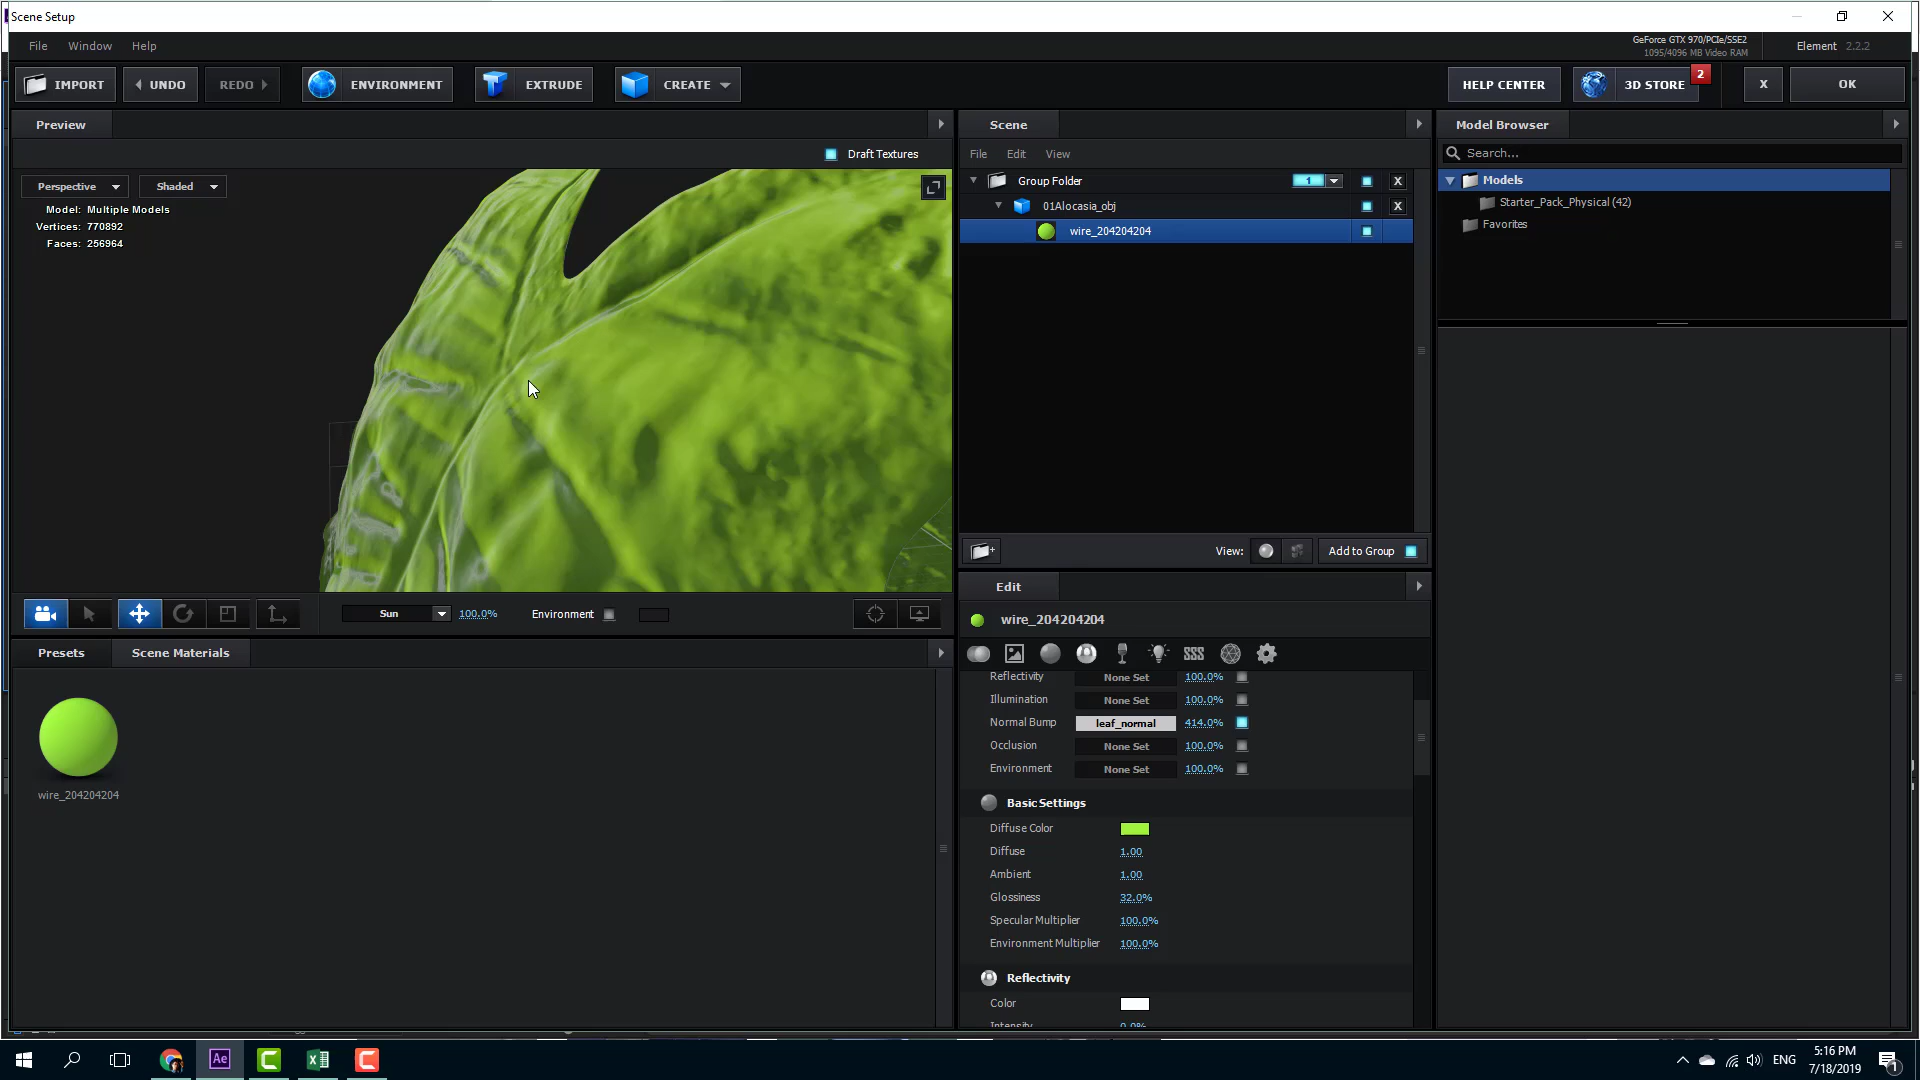 Scene Setup
File Window Help
GeForce GTX 970/PCIe/SSE2
1095/4096 MB Video RAM
Element 2.2.2
IMPORT UNDO REDO ENVIRONMENT EXTRUDE CREATE HELP CENTER 3D STORE 2 X OK
Preview
Draft Textures
Perspective Shaded
Model: Multiple Models
Vertices: 770892
Faces: 256964
Sun 100.0% Environment
Presets Scene Materials
wire_204204204
Scene
File Edit View
Group Folder 1 X
01Alocasia_obj X
wire_204204204
View: Add to Group
Edit
wire_204204204
Reflectivity None Set 100.0%
Illumination None Set 100.0%
Normal Bump leaf_normal 414.0%
Occlusion None Set 100.0%
Environment None Set 100.0%
Basic Settings
Diffuse Color
Diffuse 1.00
Ambient 1.00
Glossiness 32.0%
Specular Multiplier 100.0%
Environment Multiplier 100.0%
Reflectivity
Color
Intensity 0.0%
Model Browser
Search...
Models
Starter_Pack_Physical (42)
Favorites
Ae
ENG
5:16 PM
7/18/2019
1